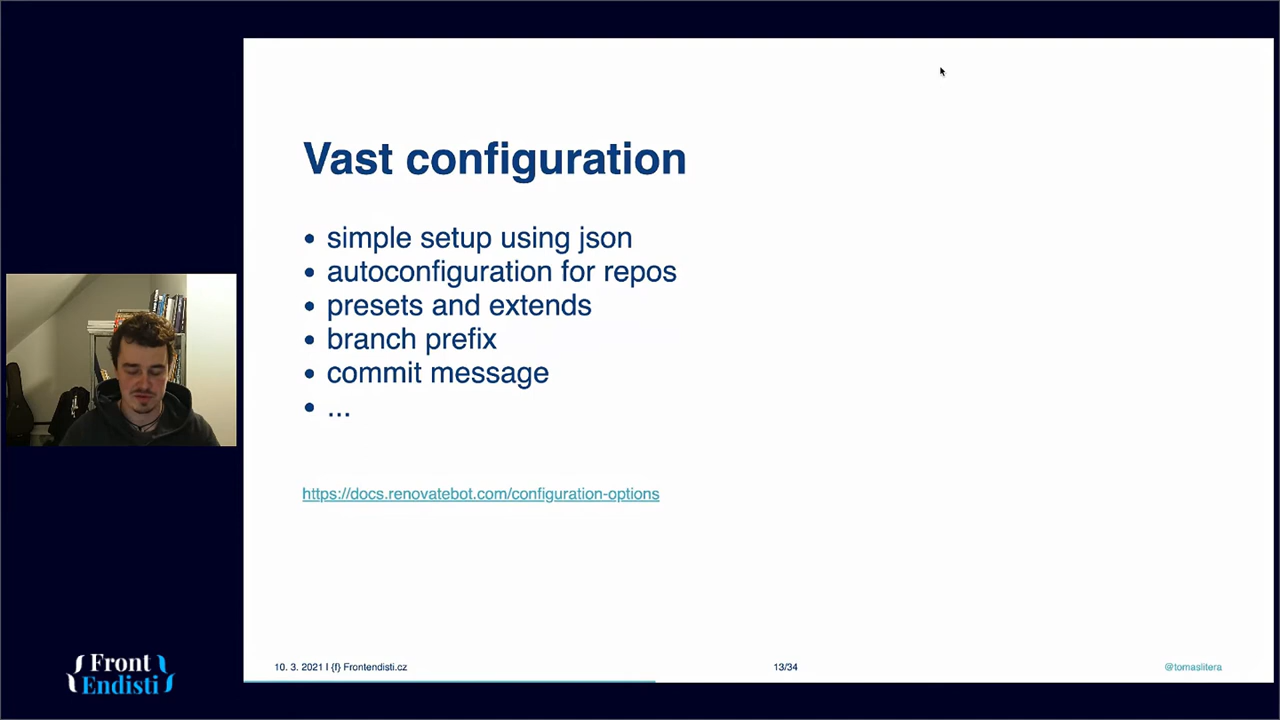 Vast configuration
• simple setup using json
• autoconfiguration for repos
• presets and extends
• branch prefix
• commit message
• ...
https://docs.renovatebot.com/configuration-options
10. 3. 2021 | {f} Frontendisti.cz
13/34
@tomaslitera
{Front
Endisti}